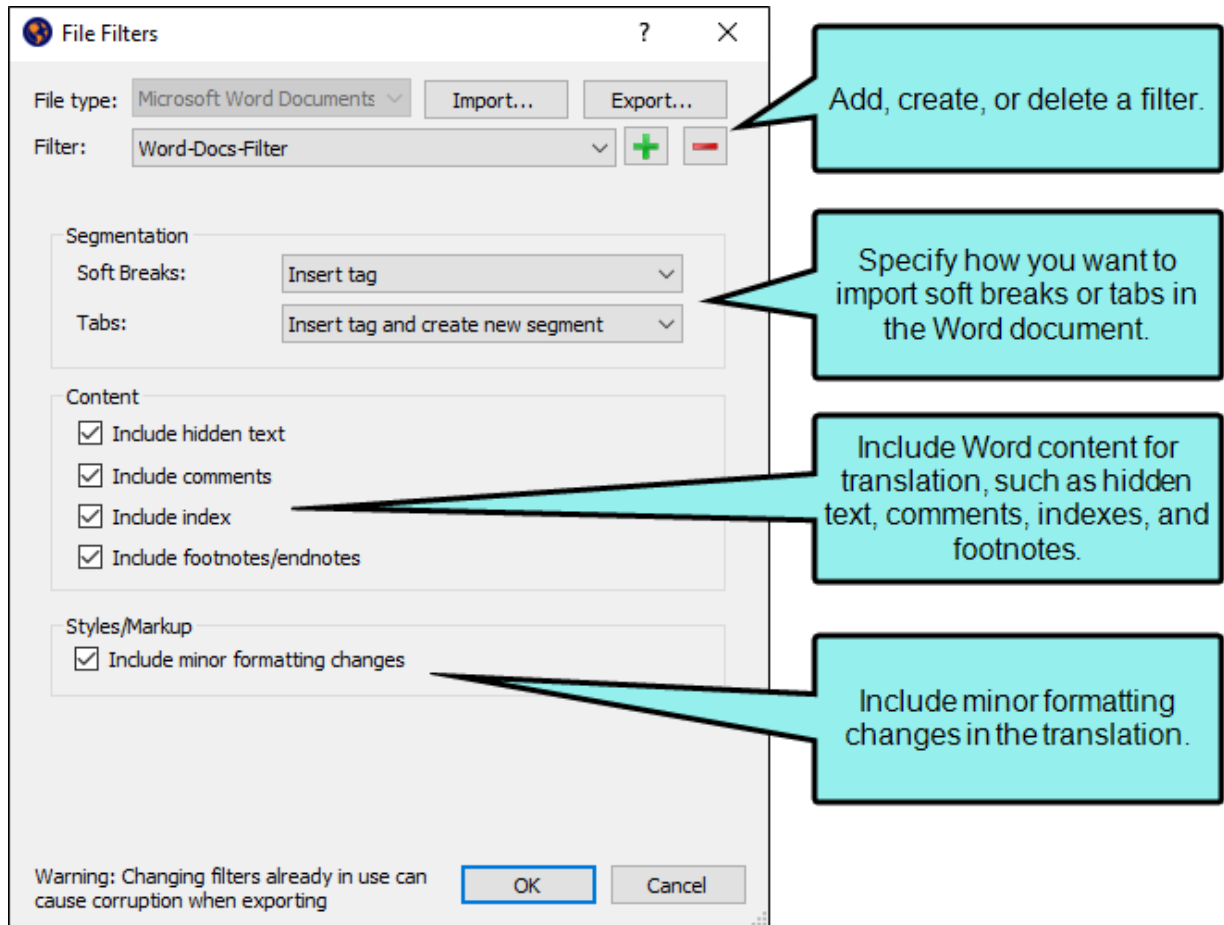 File Filters
?
File type: Microsoft Word Documents Import... Export...
Filter: Word-Docs-Filter
Add, create, or delete a filter.
Segmentation
Soft Breaks: Insert tag
Tabs: Insert tag and create new segment
Specify how you want to
import soft breaks or tabs in
the Word document.
Content
Include hidden text
Include comments
Include index
Include footnotes/endnotes
Include Word content for
translation, such as hidden
text, comments, indexes, and
footnotes.
Styles/Markup
Include minor formatting changes
Include minor formatting
changes in the translation.
Warning: Changing filters already in use can
cause corruption when exporting
OK Cancel